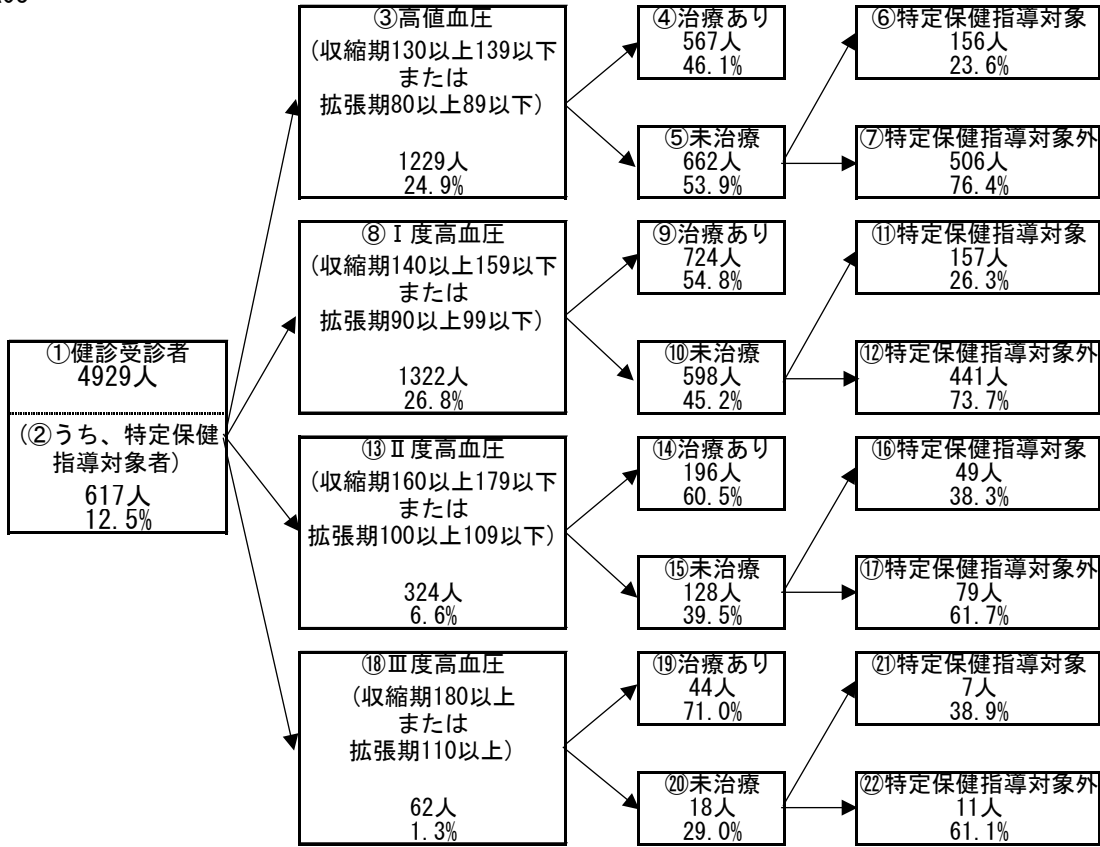 ①健診受診者
4929人
(②うち、特定保健
指導対象者)
617人
12.5%
③高値血圧
(収縮期130以上139以下
または
拡張期80以上89以下)
1229人
24.9%
④治療あり
567人
46.1%
⑤未治療
662人
53.9%
⑥特定保健指導対象
156人
23.6%
⑦特定保健指導対象外
506人
76.4%
⑧Ⅰ度高血圧
(収縮期140以上159以下
または
拡張期90以上99以下)
1322人
26.8%
⑨治療あり
724人
54.8%
⑩未治療
598人
45.2%
⑪特定保健指導対象
157人
26.3%
⑫特定保健指導対象外
441人
73.7%
⑬Ⅱ度高血圧
(収縮期160以上179以下
または
拡張期100以上109以下)
324人
6.6%
⑭治療あり
196人
60.5%
⑮未治療
128人
39.5%
⑯特定保健指導対象
49人
38.3%
⑰特定保健指導対象外
79人
61.7%
⑱Ⅲ度高血圧
(収縮期180以上
または
拡張期110以上)
62人
1.3%
⑲治療あり
44人
71.0%
⑳未治療
18人
29.0%
㉑特定保健指導対象
7人
38.9%
㉒特定保健指導対象外
11人
61.1%